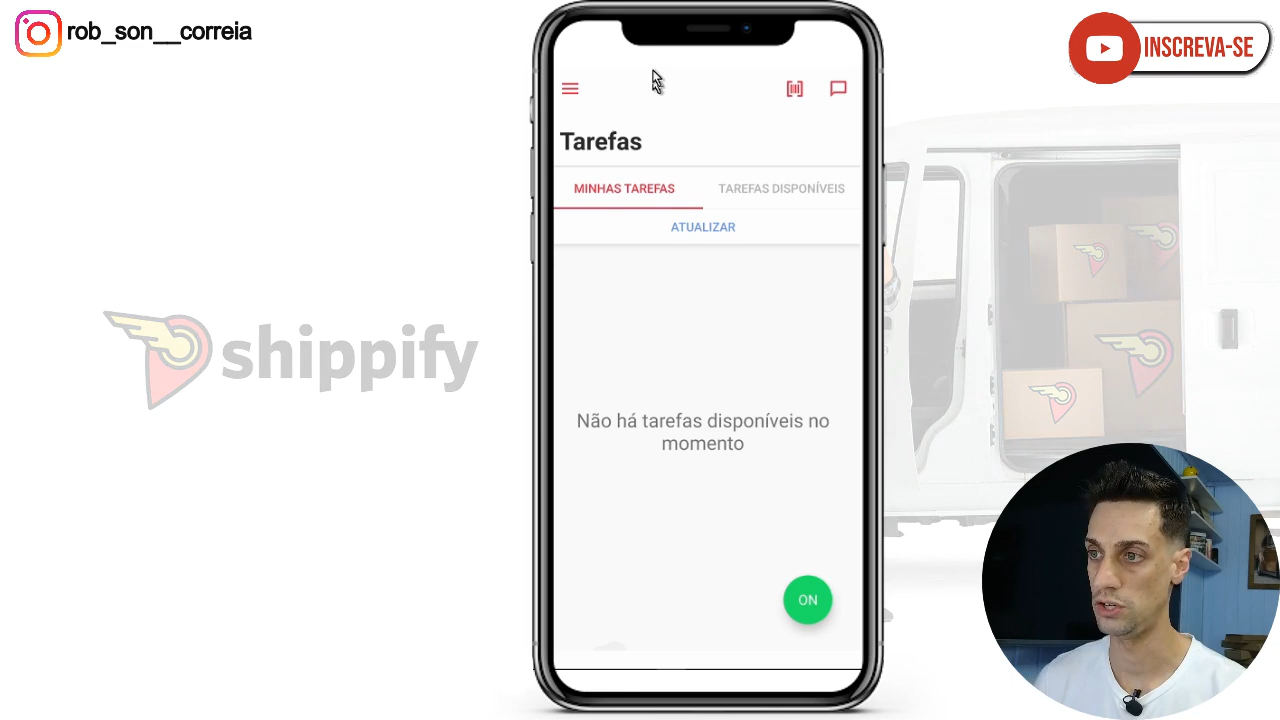 rob_son__correia
INSCREVA-SE
Tarefas
MINHAS TAREFAS
TAREFAS DISPONÍVEIS
ATUALIZAR
shippify
Não há tarefas disponíveis no
momento
ON